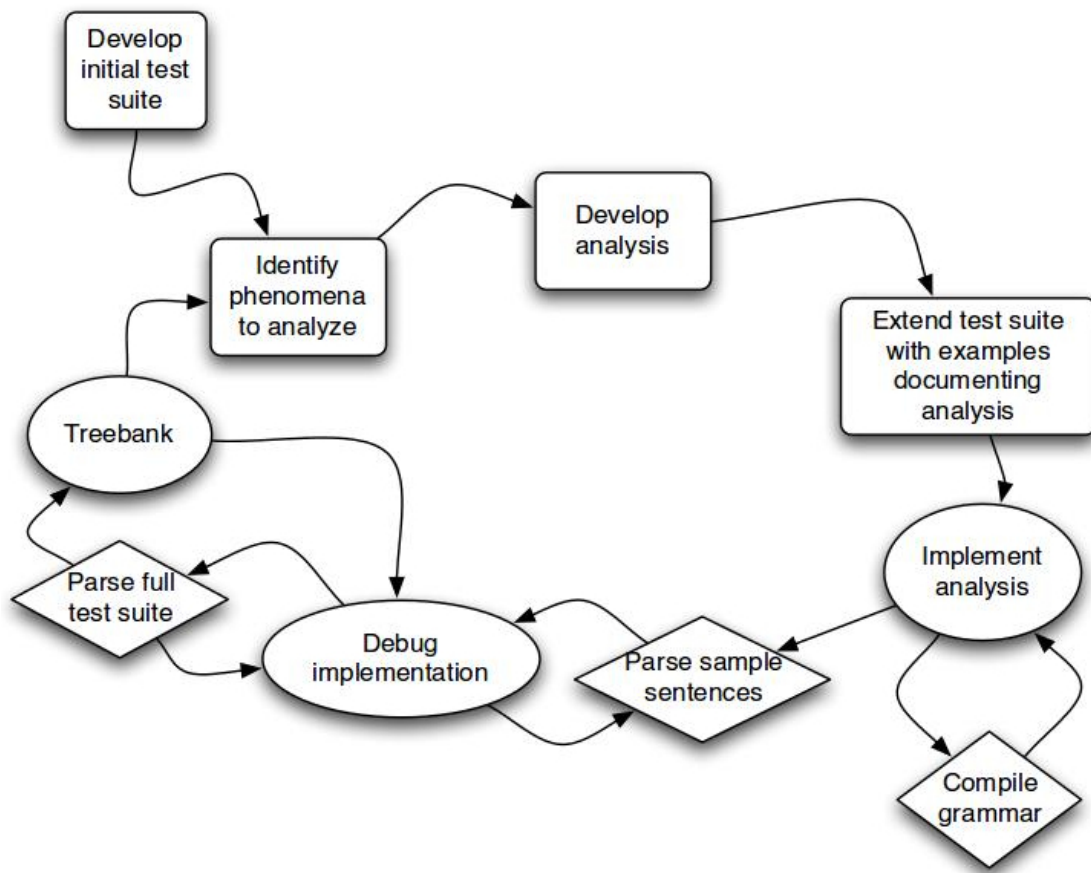 Develop
initial test
suite
Identify
phenomena
to analyze
Develop
analysis
Extend test suite
with examples
documenting
analysis
Treebank
Implement
analysis
Parse full
test suite
Debug
implementation
Parse sample
sentences
Compile
grammar